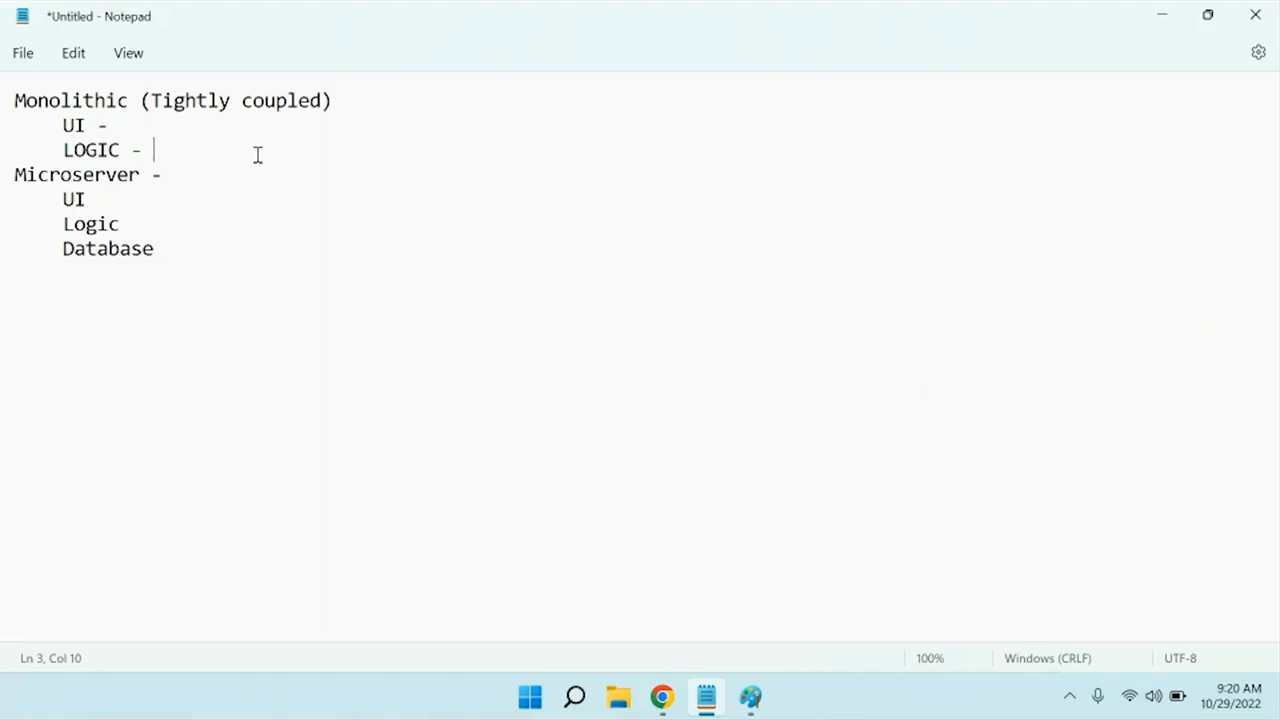 *Untitled - Notepad
File Edit View
Monolithic (Tightly coupled)
UI -
LOGIC -
Microserver -
UI
Logic
Database
Ln 3, Col 10 100% Windows (CRLF) UTF-8
9:20 AM
10/29/2022